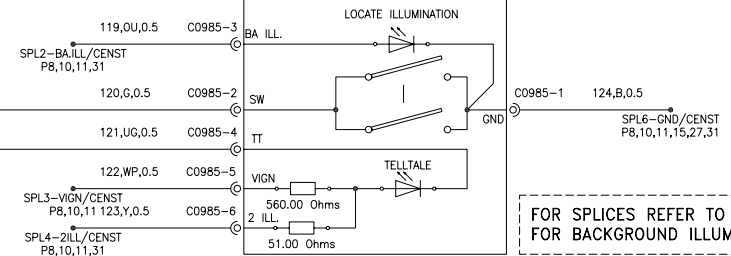 LOCATE ILLUMINATION
119,OU,0.5 C0985-3 BA ILL.
SPL2-BA.ILL/CENST
P8,10,11,31
120,G,0.5 C0985-2 SW
C0985-1 124,B,0.5
GND
SPL6-GND/CENST
P8,10,11,15,27,31
121,UG,0.5 C0985-4 TT
122,WP,0.5 C0985-5 VIGN
TELLTALE
SPL3-VIGN/CENST
560.00 Ohms
P8,10,11 123,Y,0.5 C0985-6 2 ILL.
SPL4-2ILL/CENST
51.00 Ohms
P8,10,11,31
FOR SPLICES REFER TO
FOR BACKGROUND ILLUM